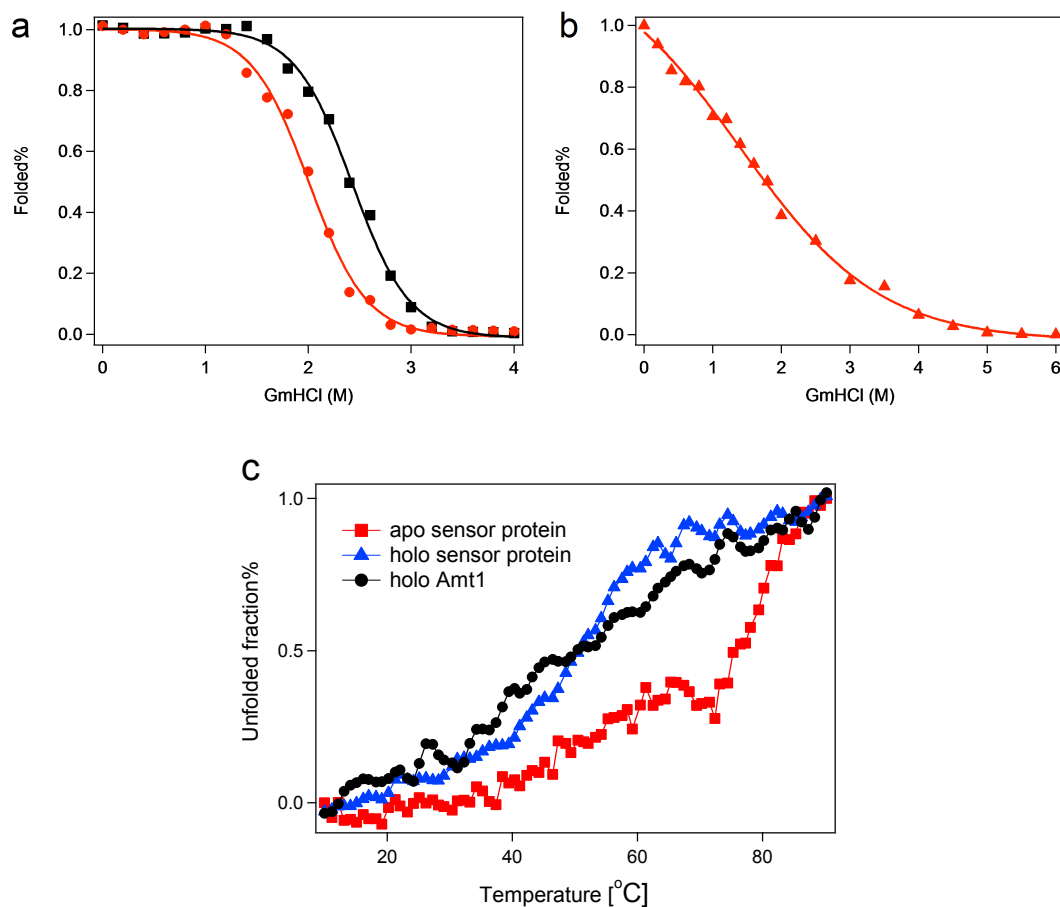 a
1.0
0.8
0.6
0.4
0.2
0.0
Folded%
0 1 2 3 4
GmHCl (M)
b
1.0
0.8
0.6
0.4
0.2
0.0
Folded%
0 1 2 3 4 5 6
GmHCl (M)
c
1.0
0.5
0.0
Unfolded fraction%
apo sensor protein
holo sensor protein
holo Amt1
20 40 60 80
Temperature [°C]